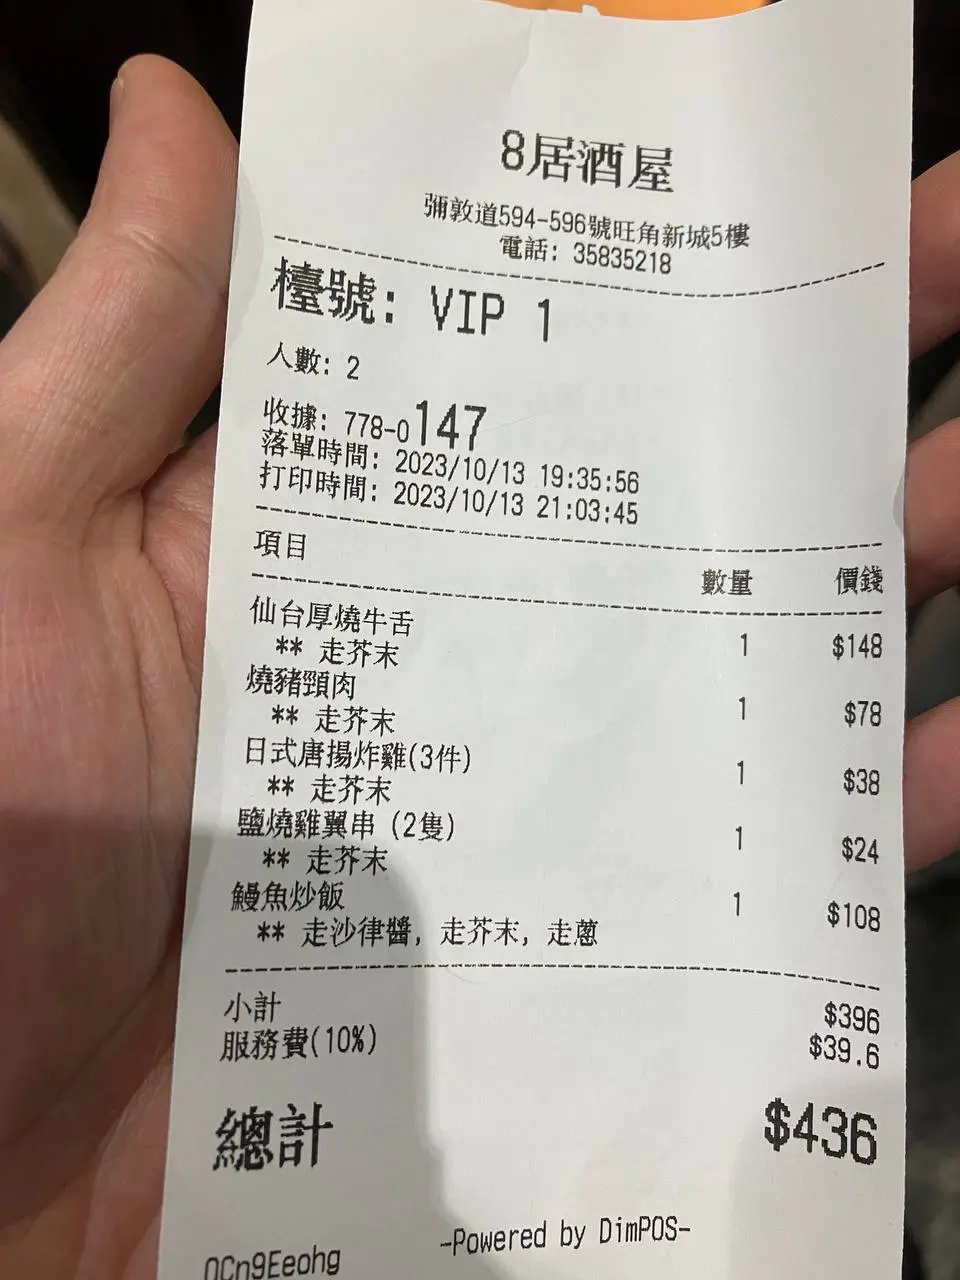 8居酒屋
彌敦道594-596號旺角新城5樓
電話: 35835218
檯號: VIP 1
人數: 2
收據: 778-0147
落單時間: 2023/10/13 19:35:56
打印時間: 2023/10/13 21:03:45
項目 數量 價錢
仙台厚燒牛舌 1 $148
** 走芥末
燒豬頸肉 1 $78
** 走芥末
日式唐揚炸雞(3件) 1 $38
** 走芥末
鹽燒雞翼串 (2隻) 1 $24
** 走芥末
鰻魚炒飯 1 $108
** 走沙律醬, 走芥末, 走蔥
小計 $396
服務費(10%) $39.6
總計 $436
-Powered by DimPOS-
QCn9Eeohg